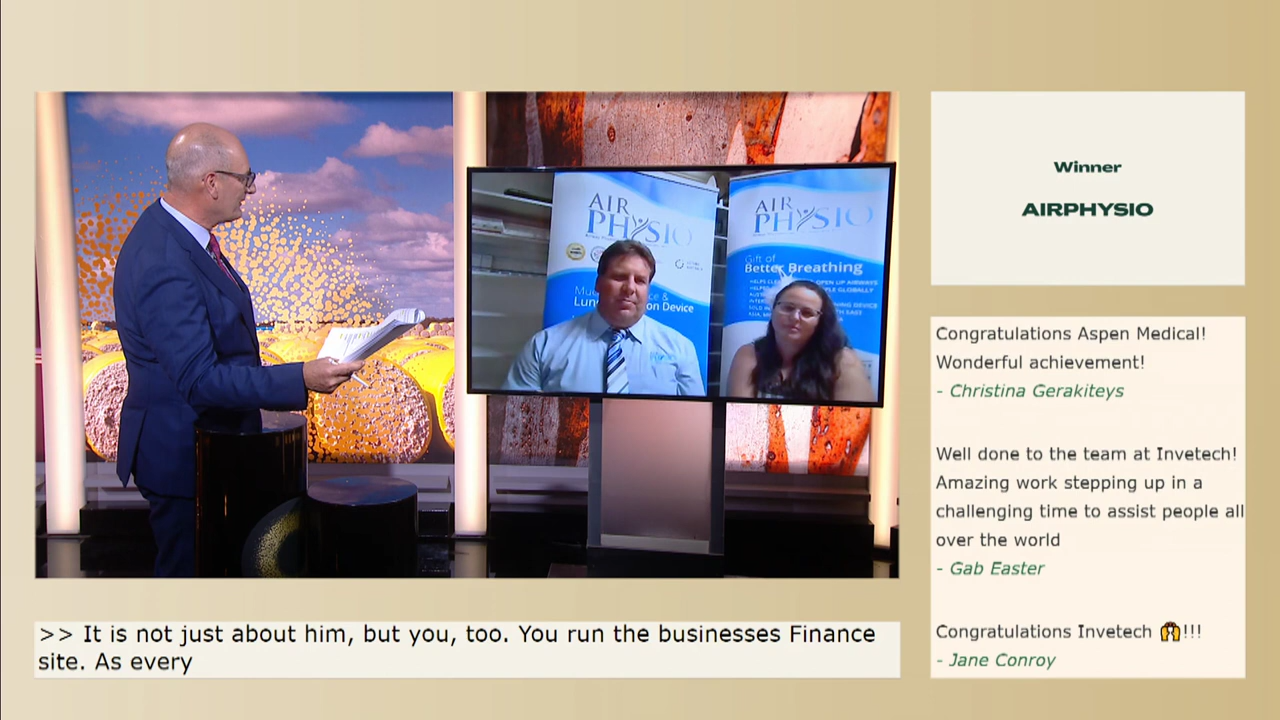 AIR
PHYSIO
Lung
on Device
AIR
PHYSIO
Gift of
Better Breathing
Winner
AIRPHYSIO
Congratulations Aspen Medical!
Wonderful achievement!
- Christina Gerakiteys
Well done to the team at Invetech!
Amazing work stepping up in a
challenging time to assist people all
over the world
- Gab Easter
Congratulations Invetech 🙌!!!
- Jane Conroy
>> It is not just about him, but you, too. You run the businesses Finance
site. As every